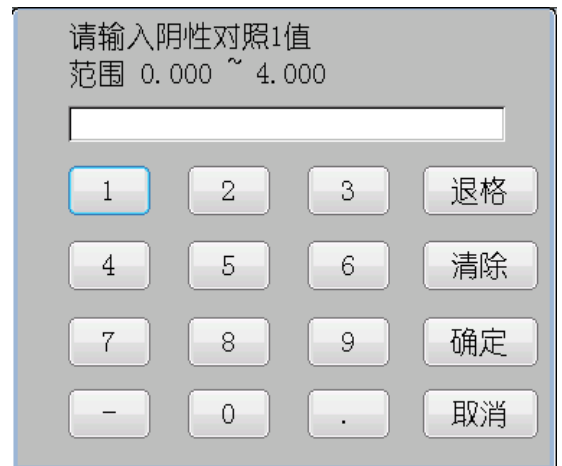 请输入阴性对照1值
范围 0.000 ~ 4.000
1 2 3 退格
4 5 6 清除
7 8 9 确定
- 0 . 取消